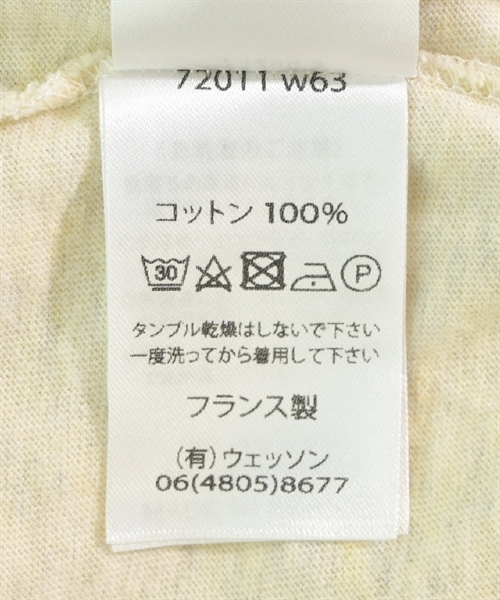 72011 w63
コットン 100%
30 P
タンブル乾燥はしないで下さい
一度洗ってから着用して下さい
フランス製
(有)ウェッソン
06(4805)8677